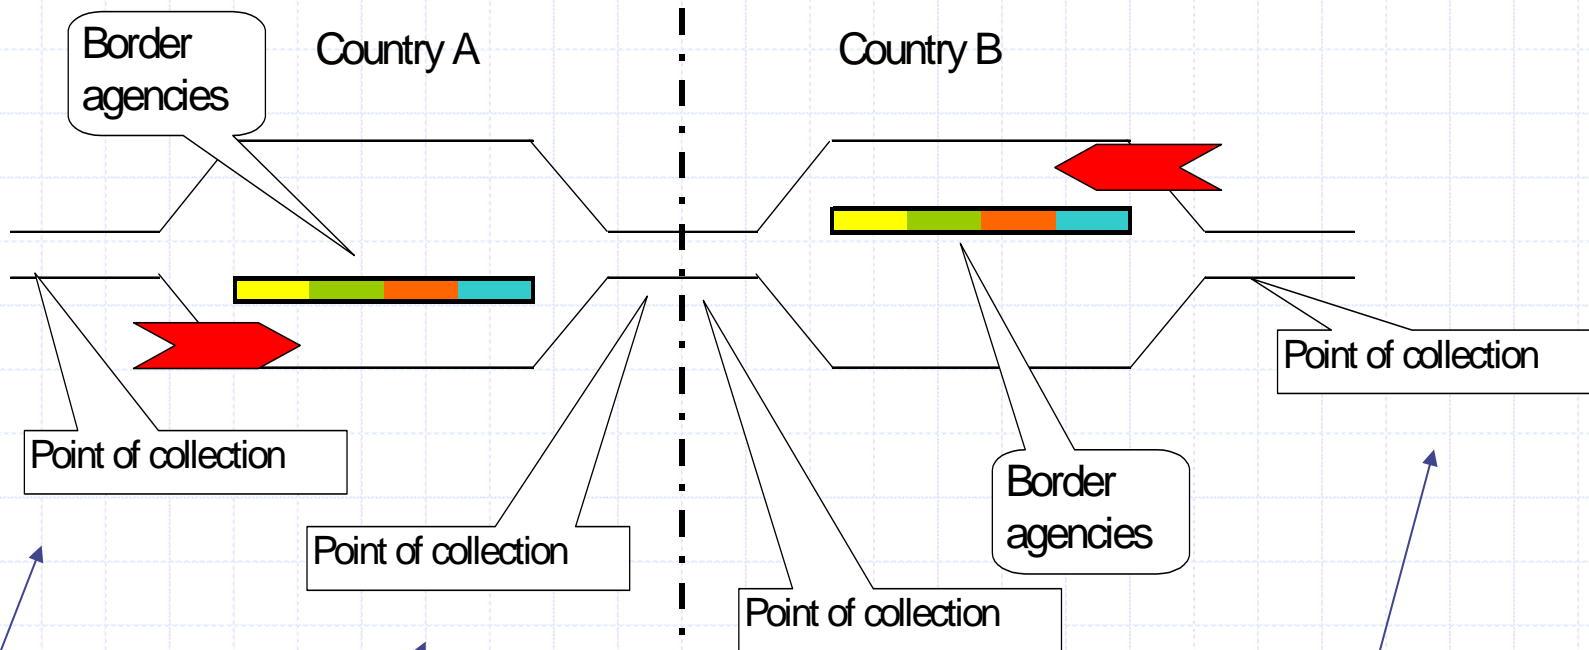 Border
agencies
Country A
Country B
Point of collection
Point of collection
Point of collection
Border
agencies
Point of collection